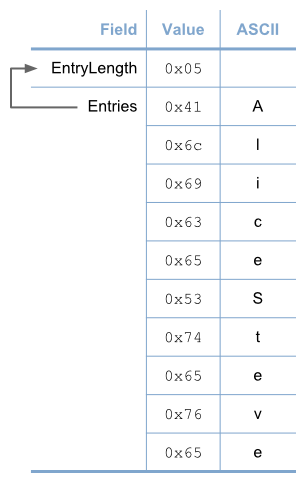 Field Value ASCII
EntryLength 0x05
Entries 0x41 A
0x6c l
0x69 i
0x63 c
0x65 e
0x53 S
0x74 t
0x65 e
0x76 v
0x65 e